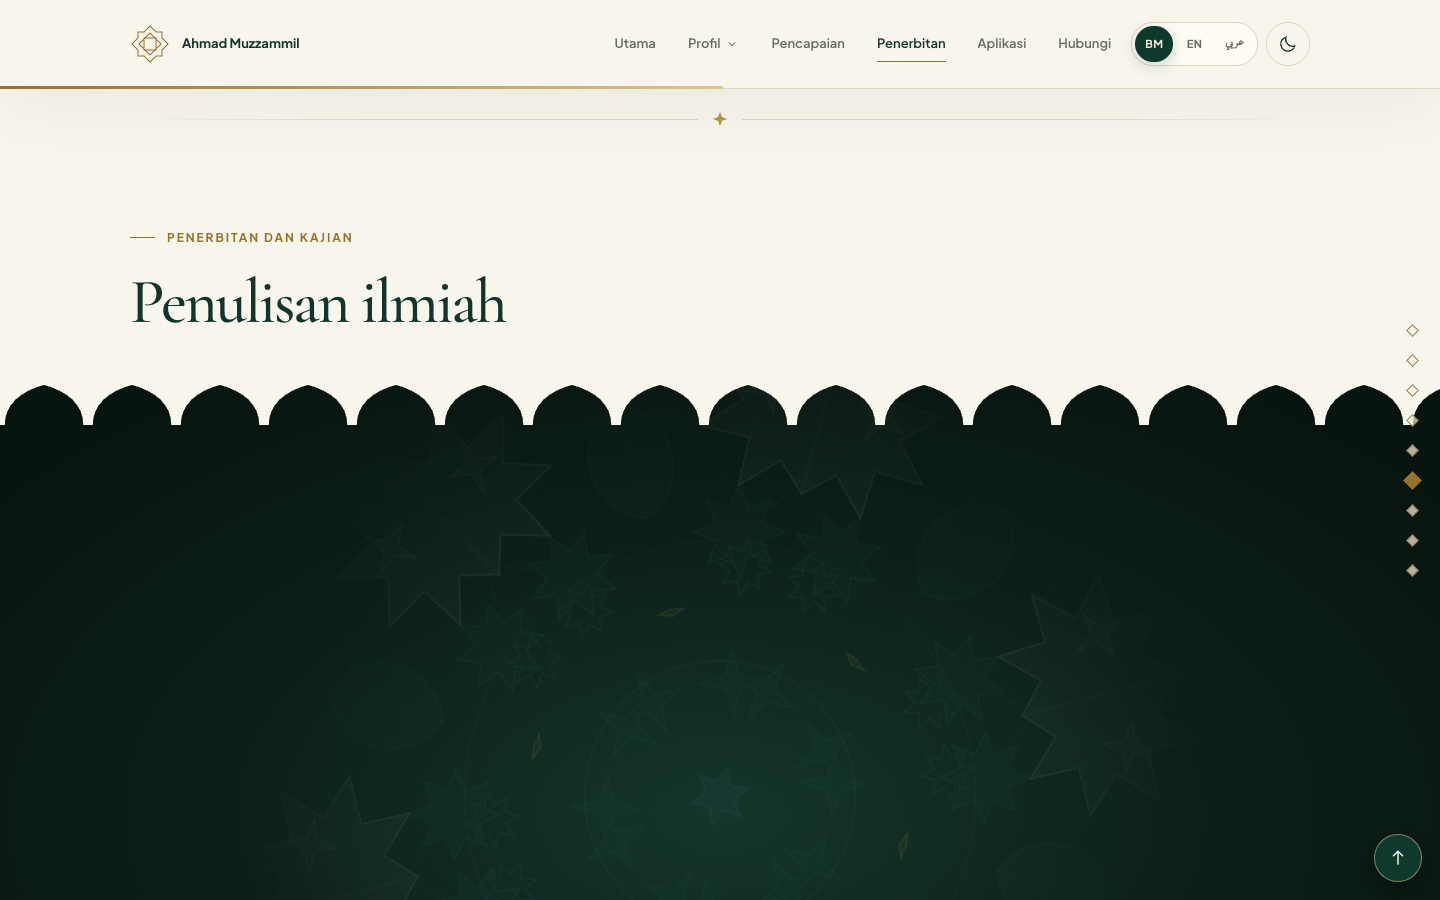 Ahmad Muzzammil
Utama
Profil
Pencapaian
Penerbitan
Aplikasi
Hubungi
BM
EN
عربي
PENERBITAN DAN KAJIAN
Penulisan ilmiah